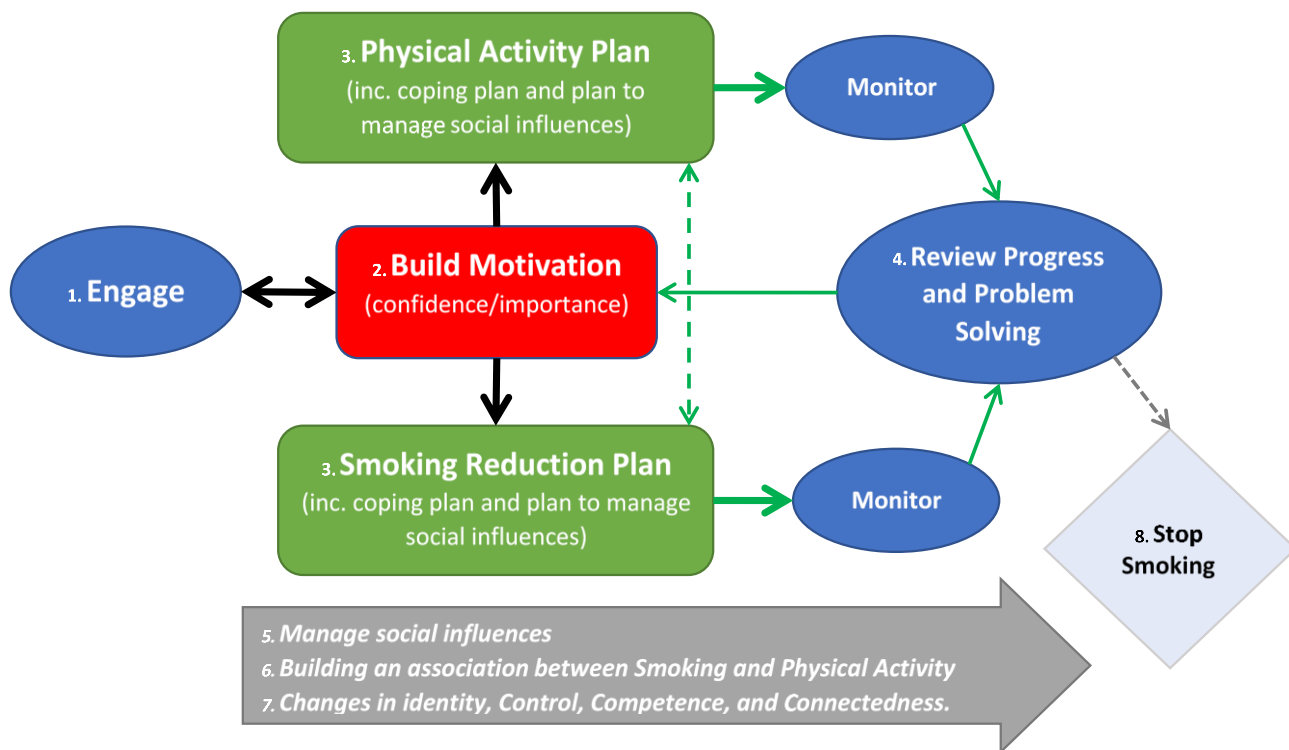 3. Physical Activity Plan
(inc. coping plan and plan to
manage social influences)
Monitor
1. Engage
2. Build Motivation
(confidence/importance)
4. Review Progress
and Problem
Solving
3. Smoking Reduction Plan
(inc. coping plan and plan to manage
social influences)
Monitor
8. Stop
Smoking
5. Manage social influences
6. Building an association between Smoking and Physical Activity
7. Changes in identity, Control, Competence, and Connectedness.